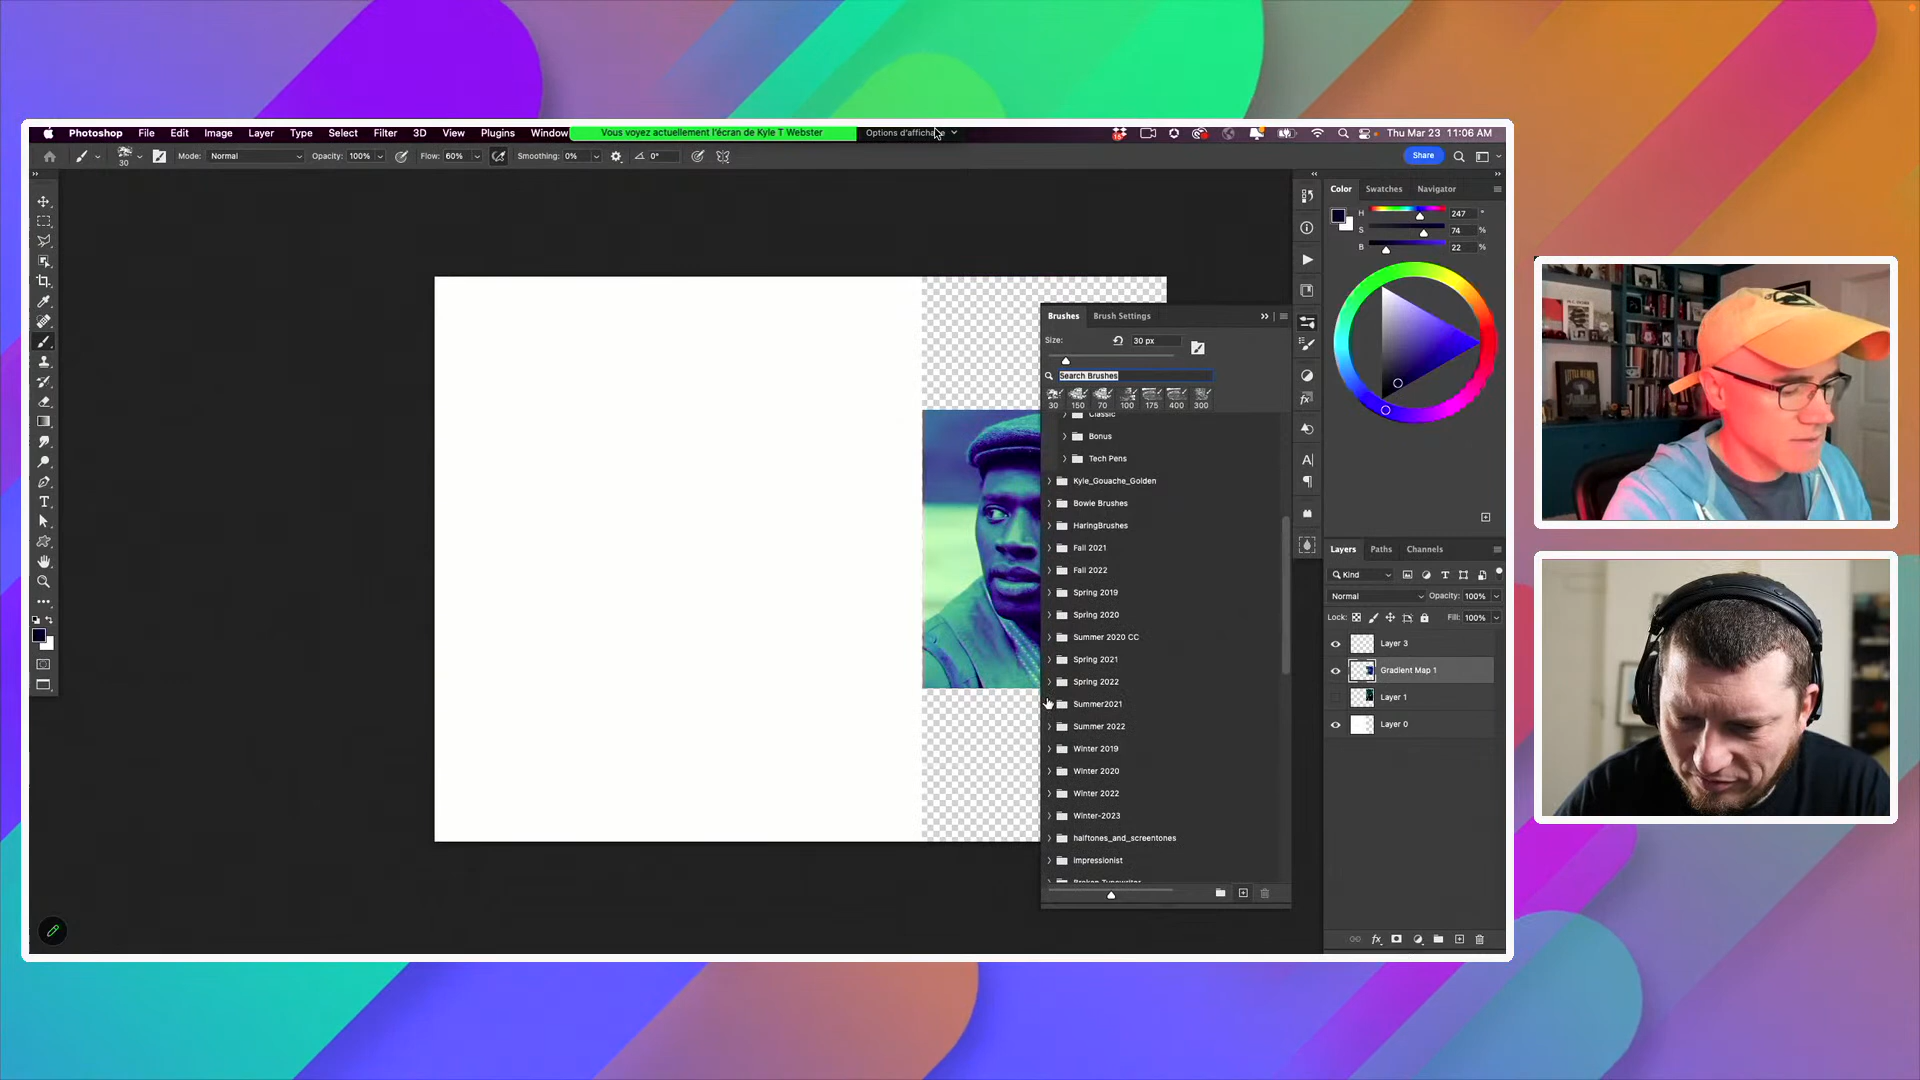 Photoshop File Edit Image Layer Type Select Filter 3D View Plugins Window
Vous voyez actuellement l'écran de Kyle T Webster
Options d'affichage
Thu Mar 23 11:06 AM
30
Mode: Normal
Opacity: 100%
Flow: 60%
Smoothing: 0%
0°
Share
Color Swatches Navigator
H 247 °
S 74 %
B 22 %
Brushes Brush Settings
Size: 30 px
Search Brushes
30 150 70 100 175 400 300
Classic
Bonus
Tech Pens
Kyle_Gouache_Golden
Bowie Brushes
HaringBrushes
Fall 2021
Fall 2022
Spring 2019
Spring 2020
Summer 2020 CC
Spring 2021
Spring 2022
Summer2021
Summer 2022
Winter 2019
Winter 2020
Winter 2022
Winter-2023
halftones_and_screentones
Impressionist
Broken Typewriter
Layers Paths Channels
Kind
Normal
Opacity: 100%
Lock:
Fill: 100%
Layer 3
Gradient Map 1
Layer 1
Layer 0